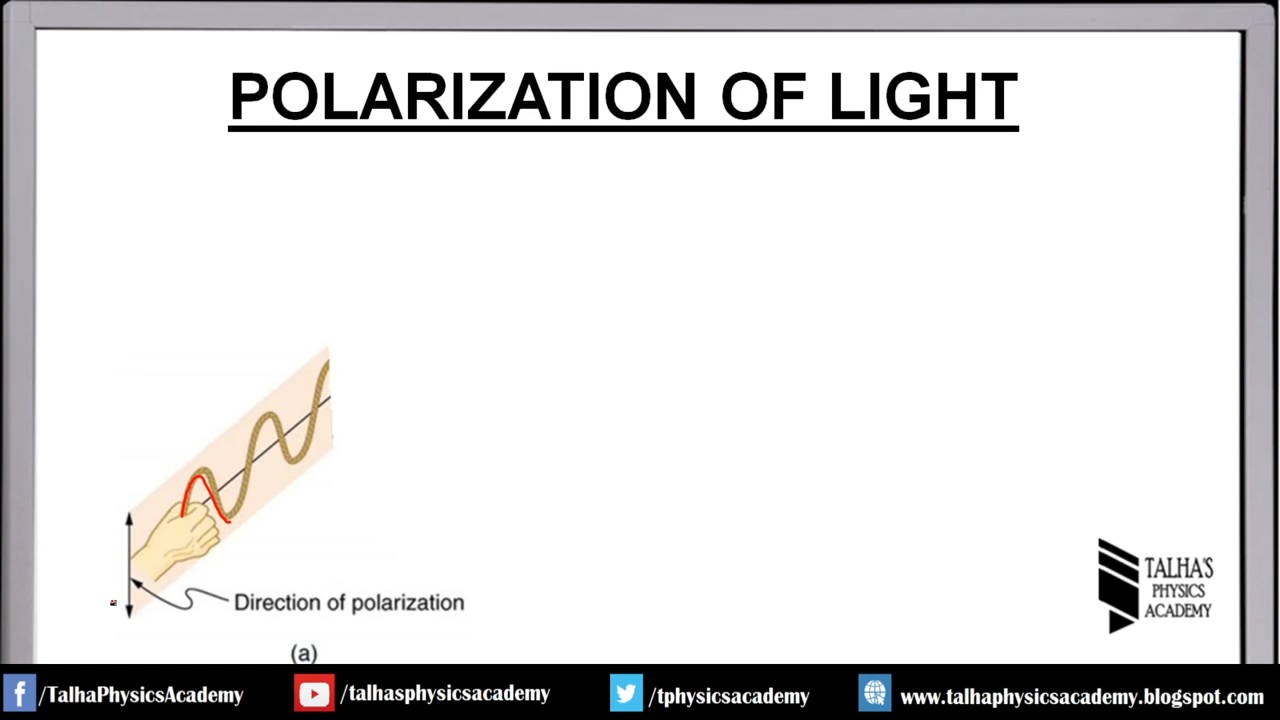 POLARIZATION OF LIGHT
Direction of polarization
(a)
TALHA'S
PHYSICS
ACADEMY
/TalhaPhysicsAcademy
/talhasphysicsacademy
/tphysicsacademy
www.talhaphysicsacademy.blogspot.com